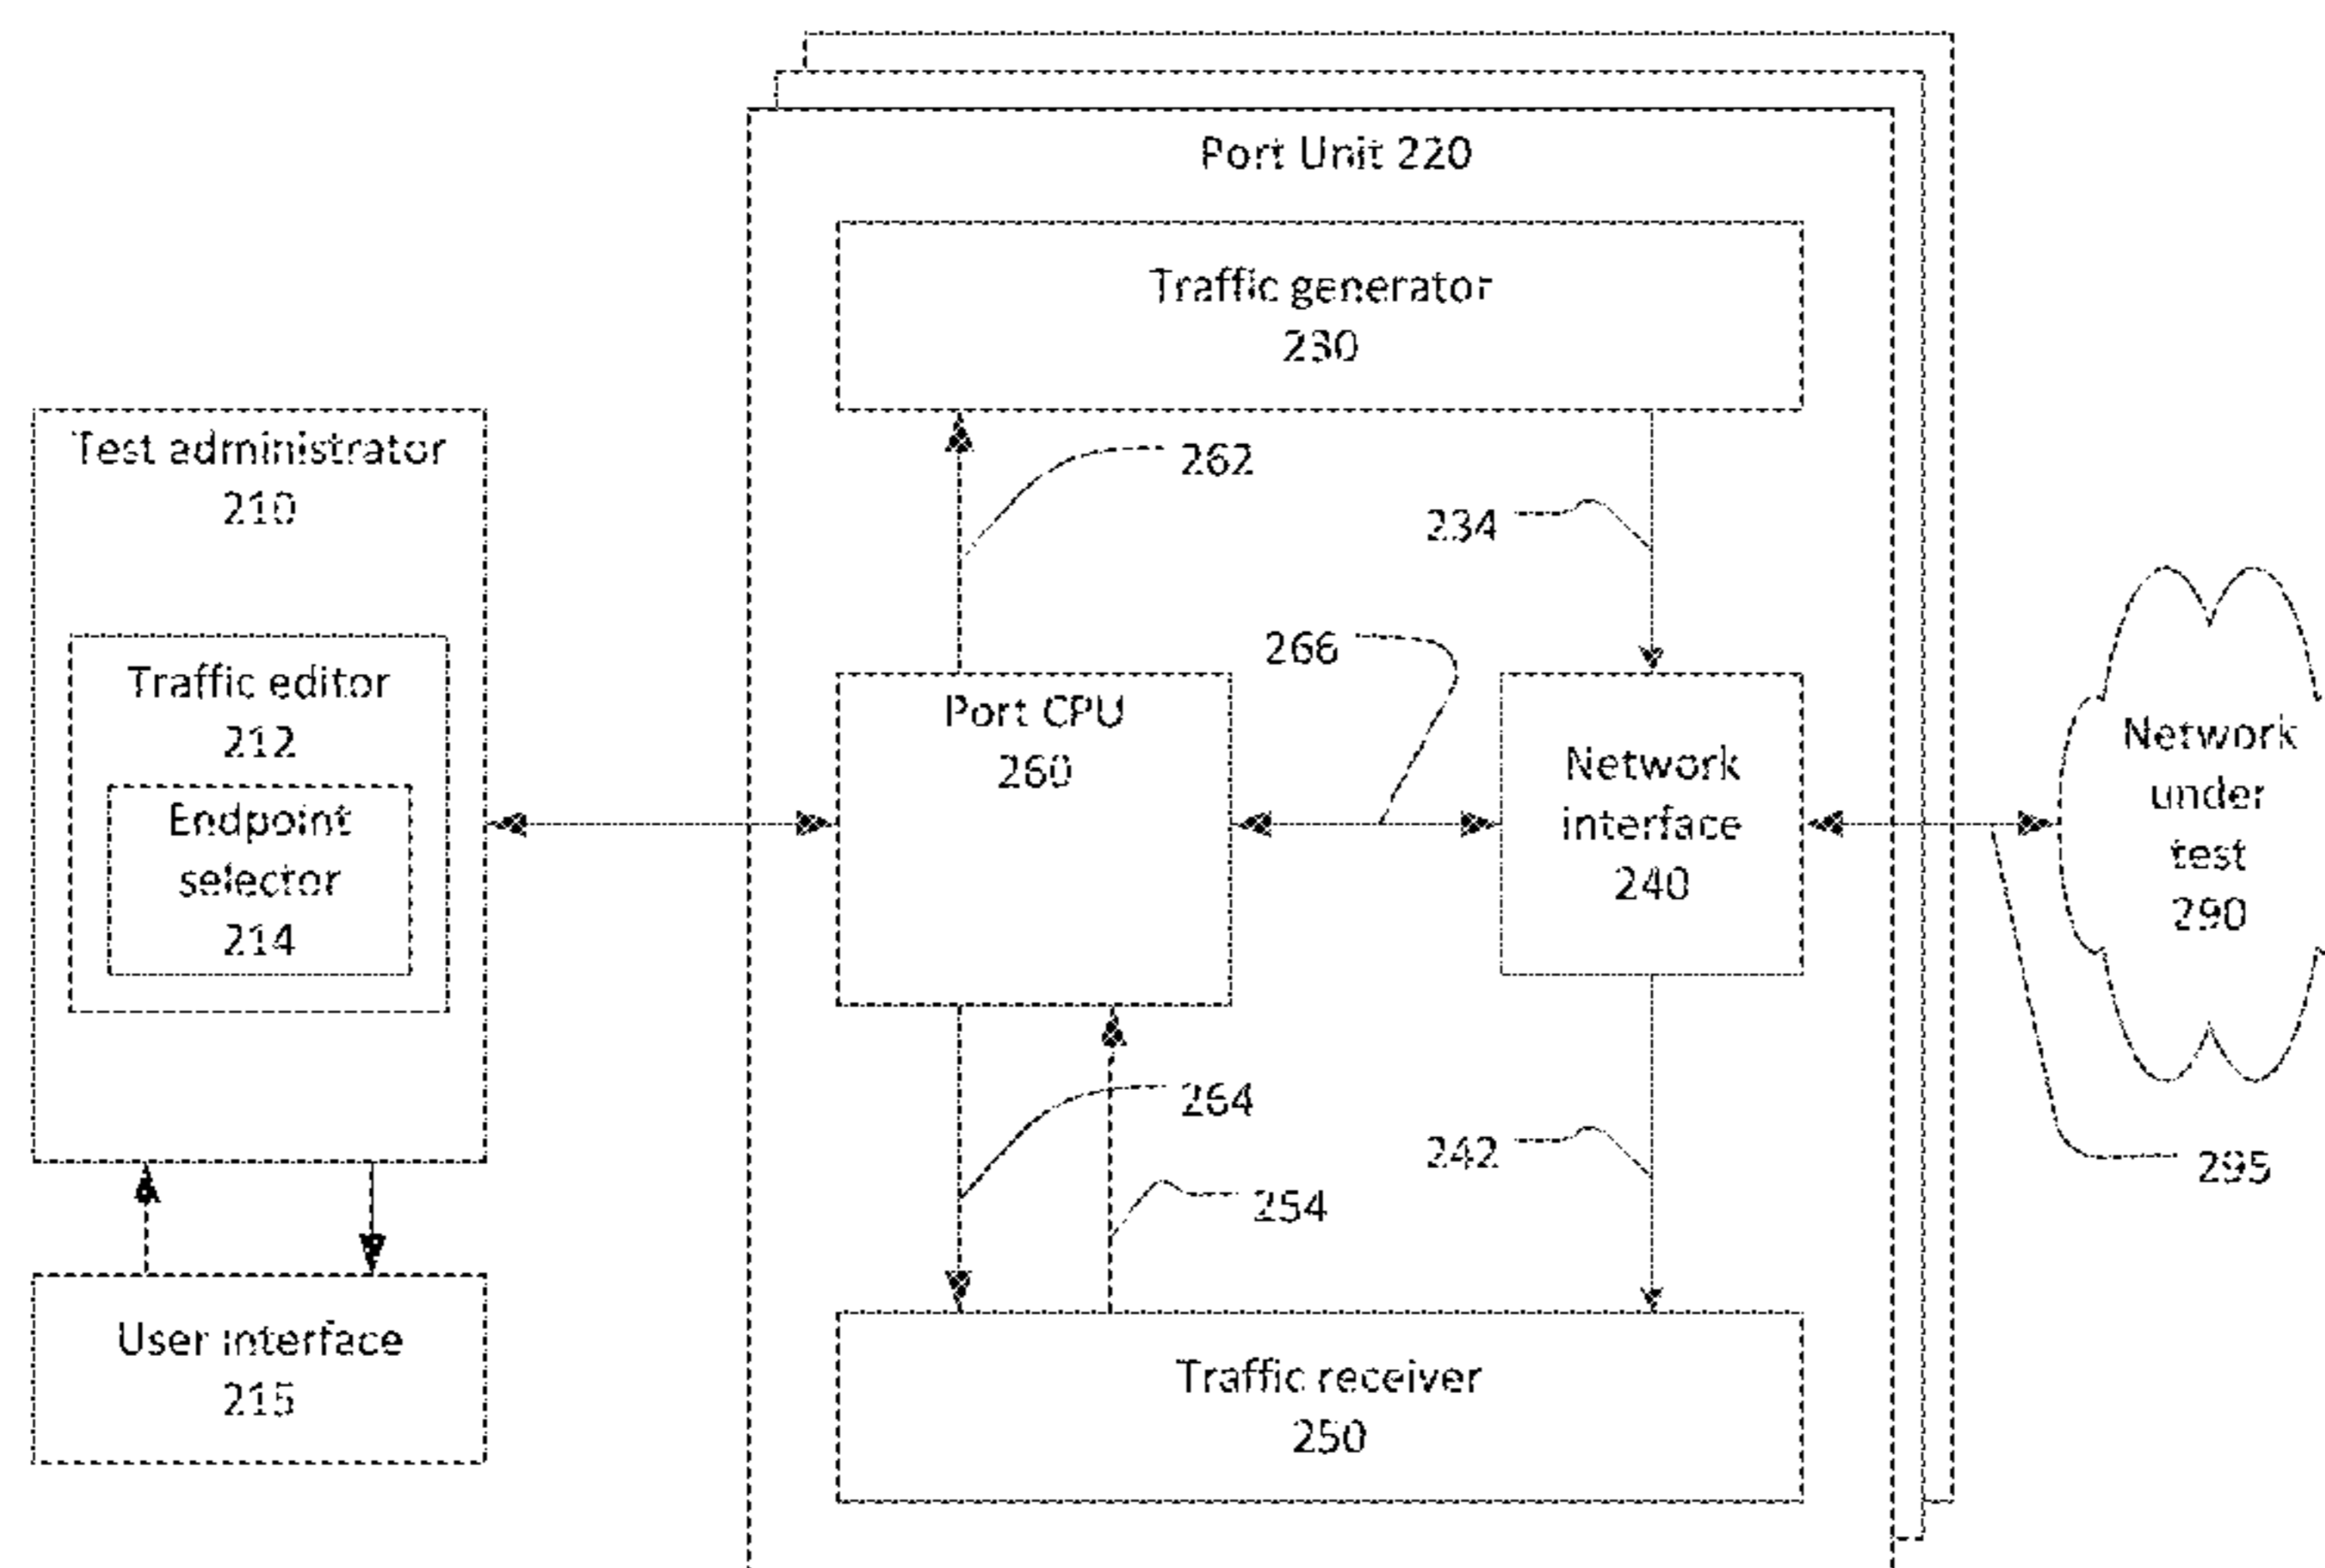 Port Unit 220
Traffic generator
230
Test administrator
210
262
234
Traffic editor
212
Endpoint
selector
214
266
Port CPU
260
Network
interface
240
Network
under
test
290
264
254
242
295
User interface
215
Traffic receiver
250